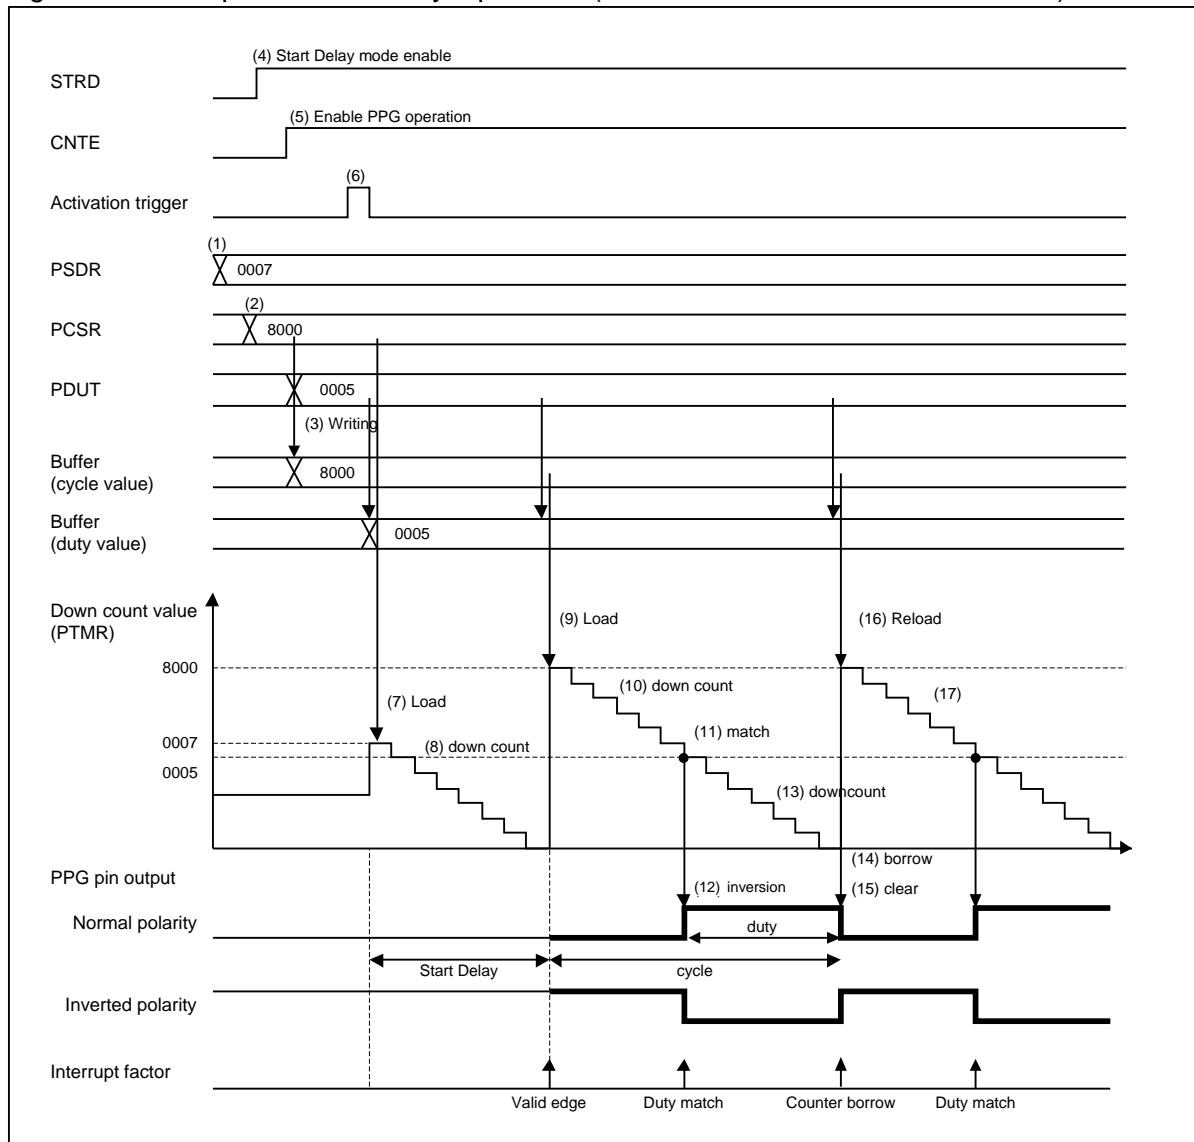 (4) Start Delay mode enable
STRD
(5) Enable PPG operation
CNTE
(6)
Activation trigger
(1)
PSDR
0007
(2)
PCSR
8000
PDUT
0005
(3) Writing
Buffer
(cycle value)
8000
Buffer
(duty value)
0005
Down count value
(PTMR)
(9) Load
(16) Reload
8000
(10) down count
(17)
(7) Load
(11) match
0007
(8) down count
0005
(13) downcount
(14) borrow
PPG pin output
(12) inversion
(15) clear
Normal polarity
duty
Start Delay
cycle
Inverted polarity
Interrupt factor
Valid edge
Duty match
Counter borrow
Duty match